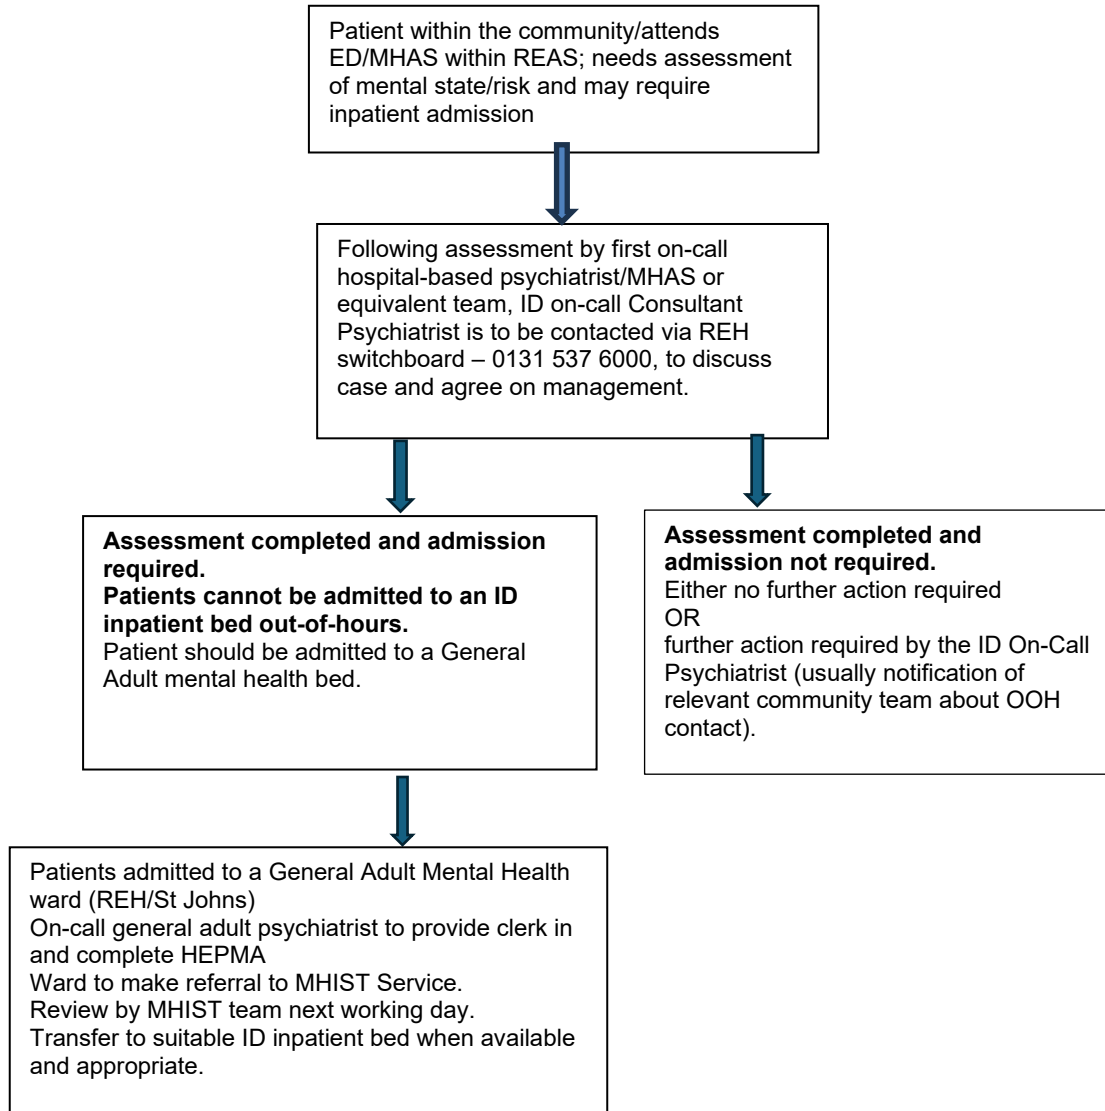 Patient within the community/attends
ED/MHAS within REAS; needs assessment
of mental state/risk and may require
inpatient admission
Following assessment by first on-call
hospital-based psychiatrist/MHAS or
equivalent team, ID on-call Consultant
Psychiatrist is to be contacted via REH
switchboard – 0131 537 6000, to discuss
case and agree on management.
Assessment completed and admission
required.
Patients cannot be admitted to an ID
inpatient bed out-of-hours.
Patient should be admitted to a General
Adult mental health bed.
Assessment completed and
admission not required.
Either no further action required
OR
further action required by the ID On-Call
Psychiatrist (usually notification of
relevant community team about OOH
contact).
Patients admitted to a General Adult Mental Health
ward (REH/St Johns)
On-call general adult psychiatrist to provide clerk in
and complete HEPMA
Ward to make referral to MHIST Service.
Review by MHIST team next working day.
Transfer to suitable ID inpatient bed when available
and appropriate.